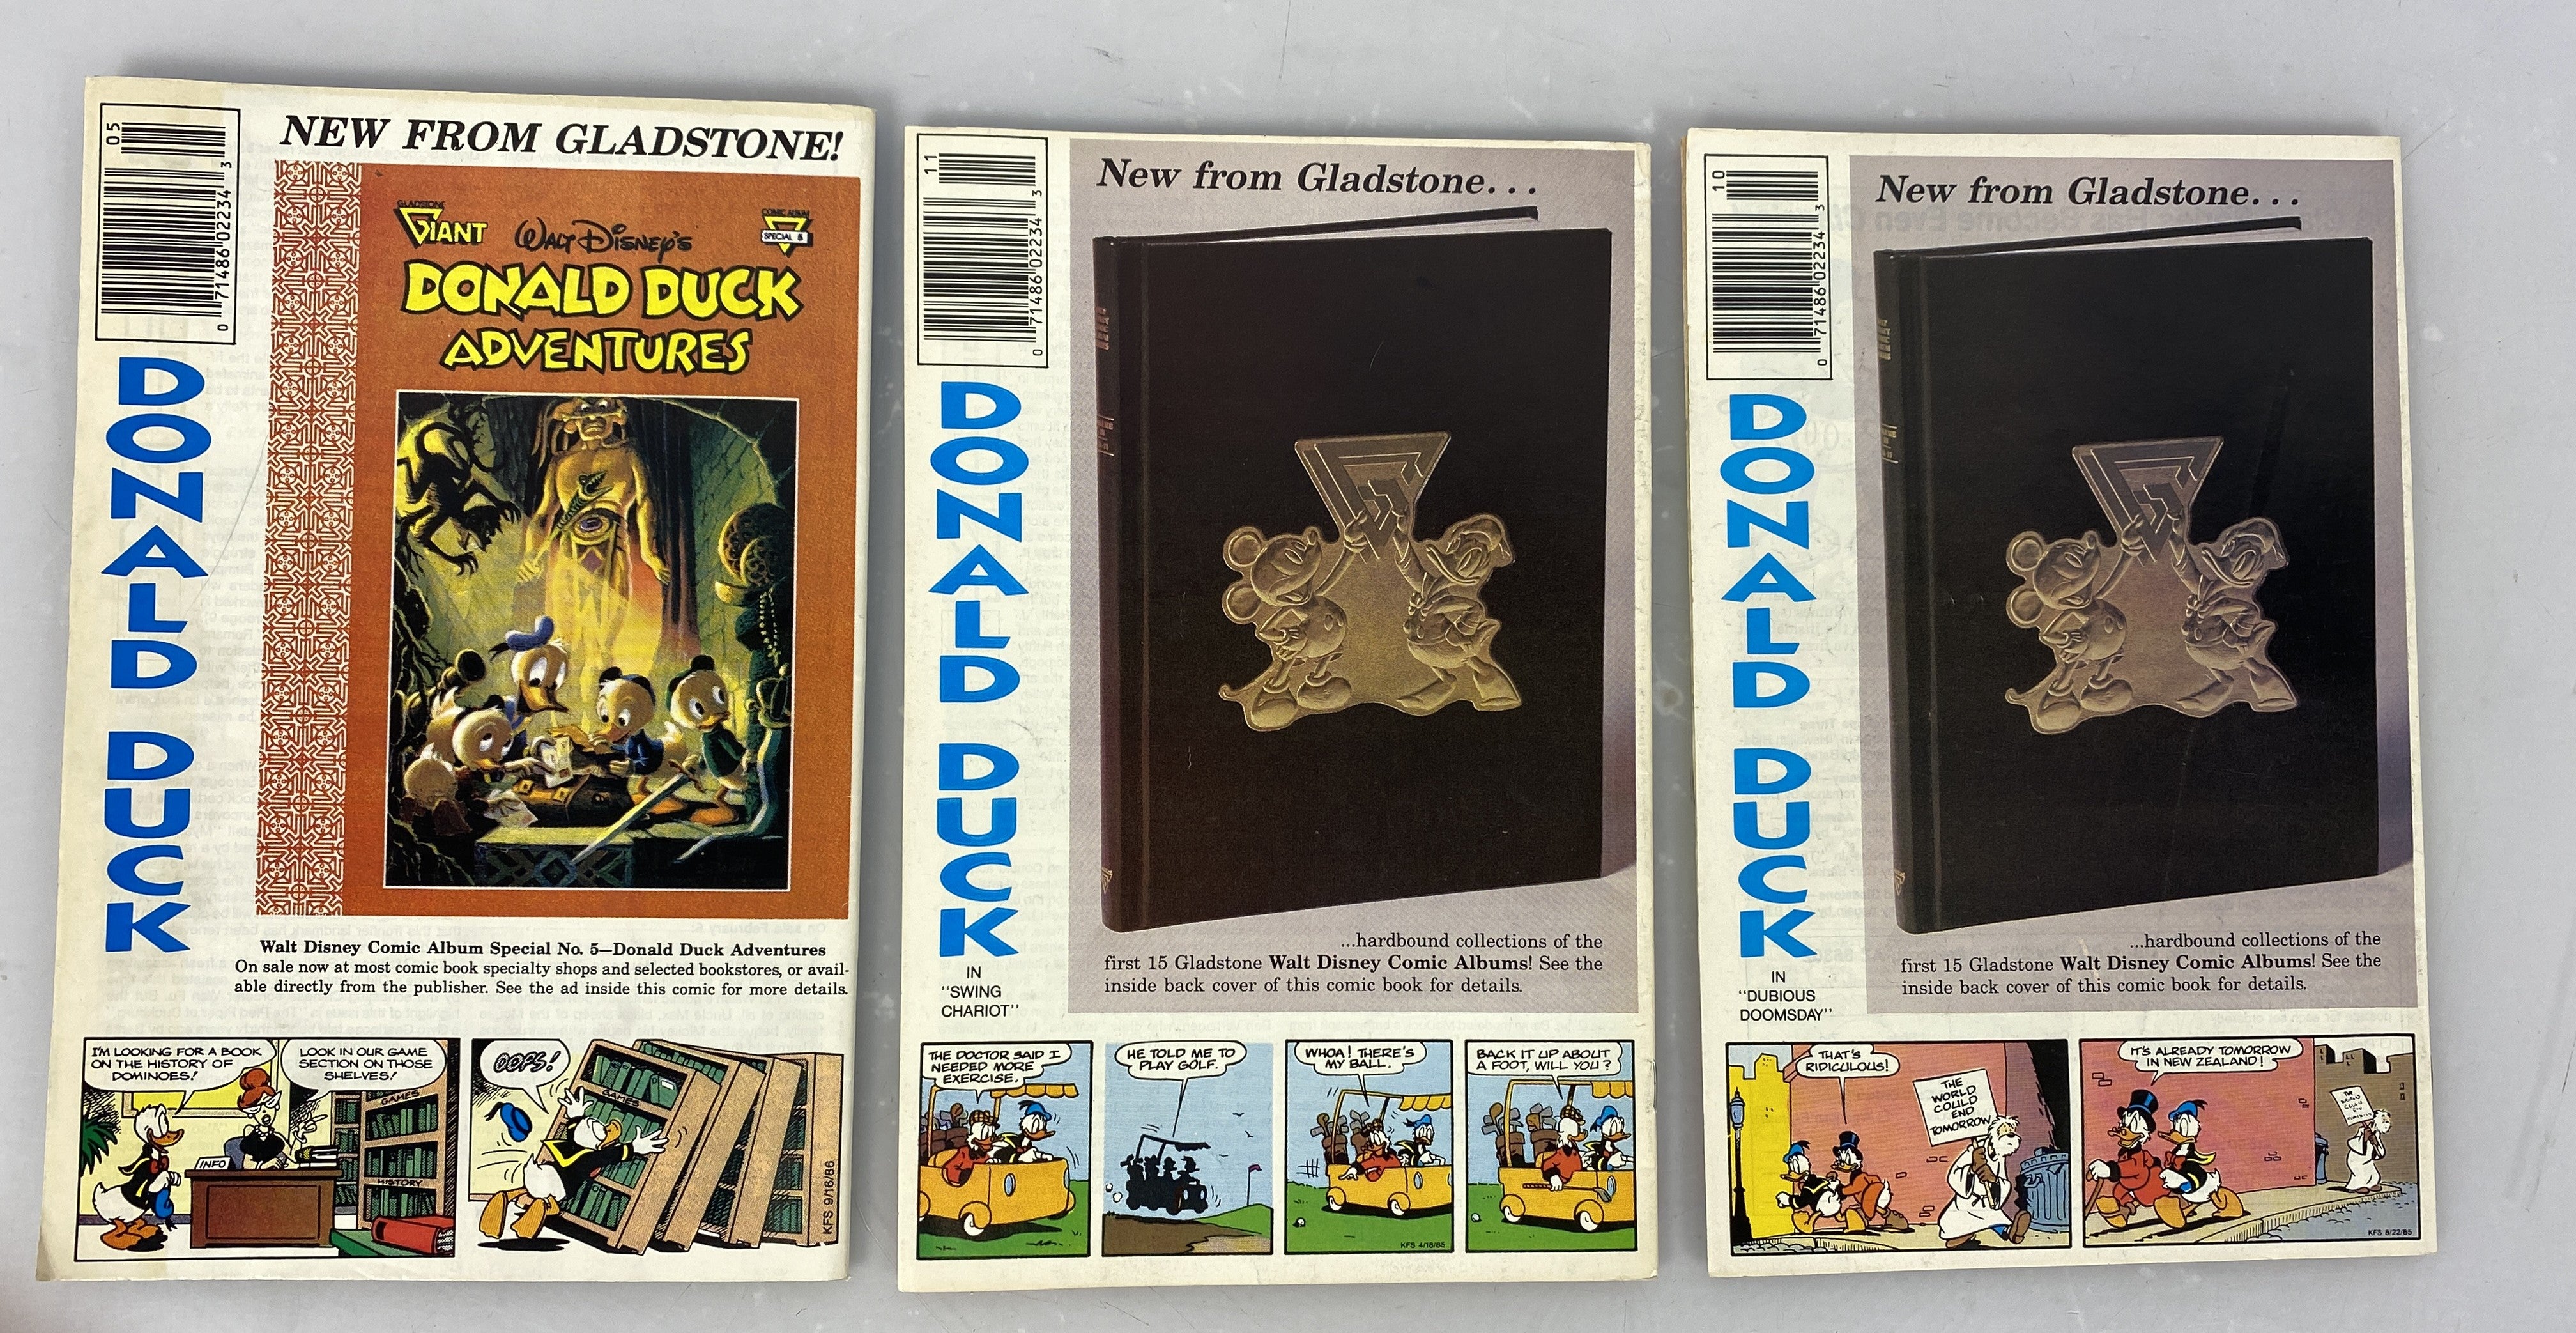 05
0 71486 02234 3
NEW FROM GLADSTONE!
GLADSTONE
GIANT
WALT DISNEY'S
COMIC ALBUM
SPECIAL 5
DONALD DUCK
ADVENTURES
DONALD DUCK
Walt Disney Comic Album Special No. 5—Donald Duck Adventures
On sale now at most comic book specialty shops and selected bookstores, or avail-
able directly from the publisher. See the ad inside this comic for more details.
I'M LOOKING FOR A BOOK
ON THE HISTORY OF
DOMINOES!
LOOK IN OUR GAME
SECTION ON THOSE
SHELVES!
INFO
GAMES
HISTORY
OOPS!
GAMES
KFS 9/16/86
11
0 71486 02234 3
New from Gladstone...
DONALD DUCK
IN
"SWING
CHARIOT"
...hardbound collections of the
first 15 Gladstone Walt Disney Comic Albums! See the
inside back cover of this comic book for details.
THE DOCTOR SAID I
NEEDED MORE
EXERCISE.
HE TOLD ME TO
PLAY GOLF.
WHOA! THERE'S
MY BALL.
KFS 4/18/85
BACK IT UP ABOUT
A FOOT, WILL YOU?
10
0 71486 02234 3
New from Gladstone...
DONALD DUCK
IN
"DUBIOUS
DOOMSDAY"
...hardbound collections of the
first 15 Gladstone Walt Disney Comic Albums! See the
inside back cover of this comic book for details.
THAT'S
RIDICULOUS!
THE
WORLD
COULD
END
TOMORROW
IT'S ALREADY TOMORROW
IN NEW ZEALAND!
THE
WORLD
COULD
END
KFS 8/22/85